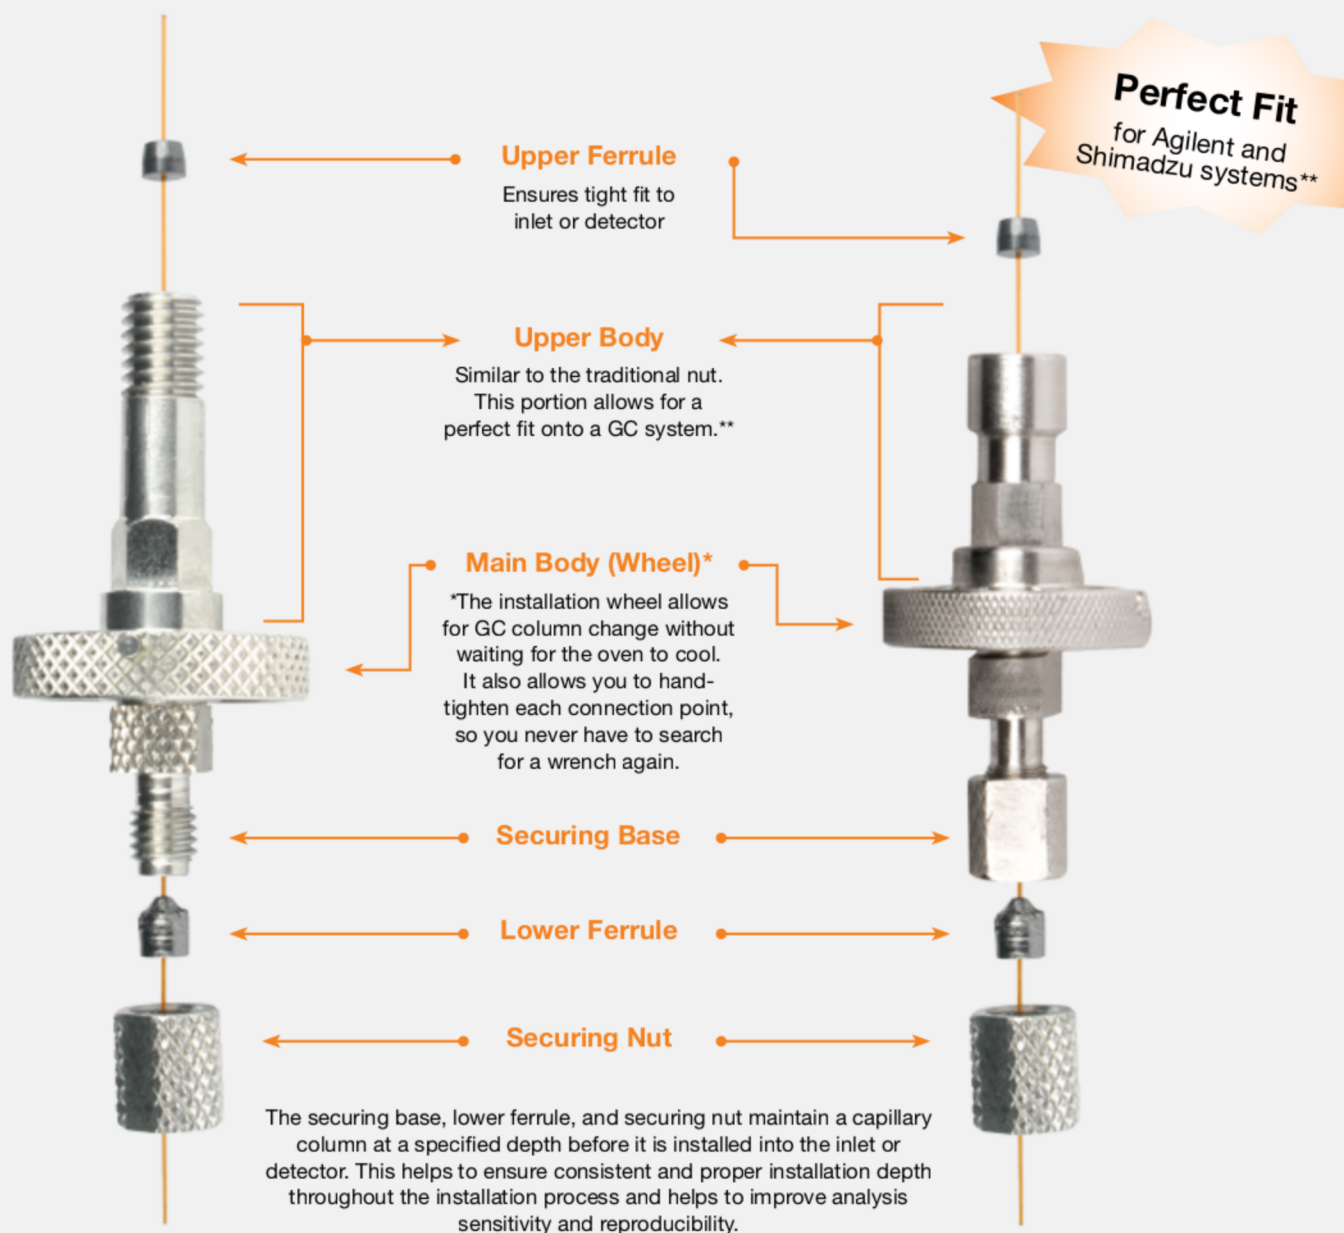 Perfect Fit
for Agilent and
Shimadzu systems**
Upper Ferrule
Ensures tight fit to
inlet or detector
Upper Body
Similar to the traditional nut.
This portion allows for a
perfect fit onto a GC system.**
Main Body (Wheel)*
*The installation wheel allows
for GC column change without
waiting for the oven to cool.
It also allows you to hand-
tighten each connection point,
so you never have to search
for a wrench again.
Securing Base
Lower Ferrule
Securing Nut
The securing base, lower ferrule, and securing nut maintain a capillary
column at a specified depth before it is installed into the inlet or
detector. This helps to ensure consistent and proper installation depth
throughout the installation process and helps to improve analysis
sensitivity and reproducibility.